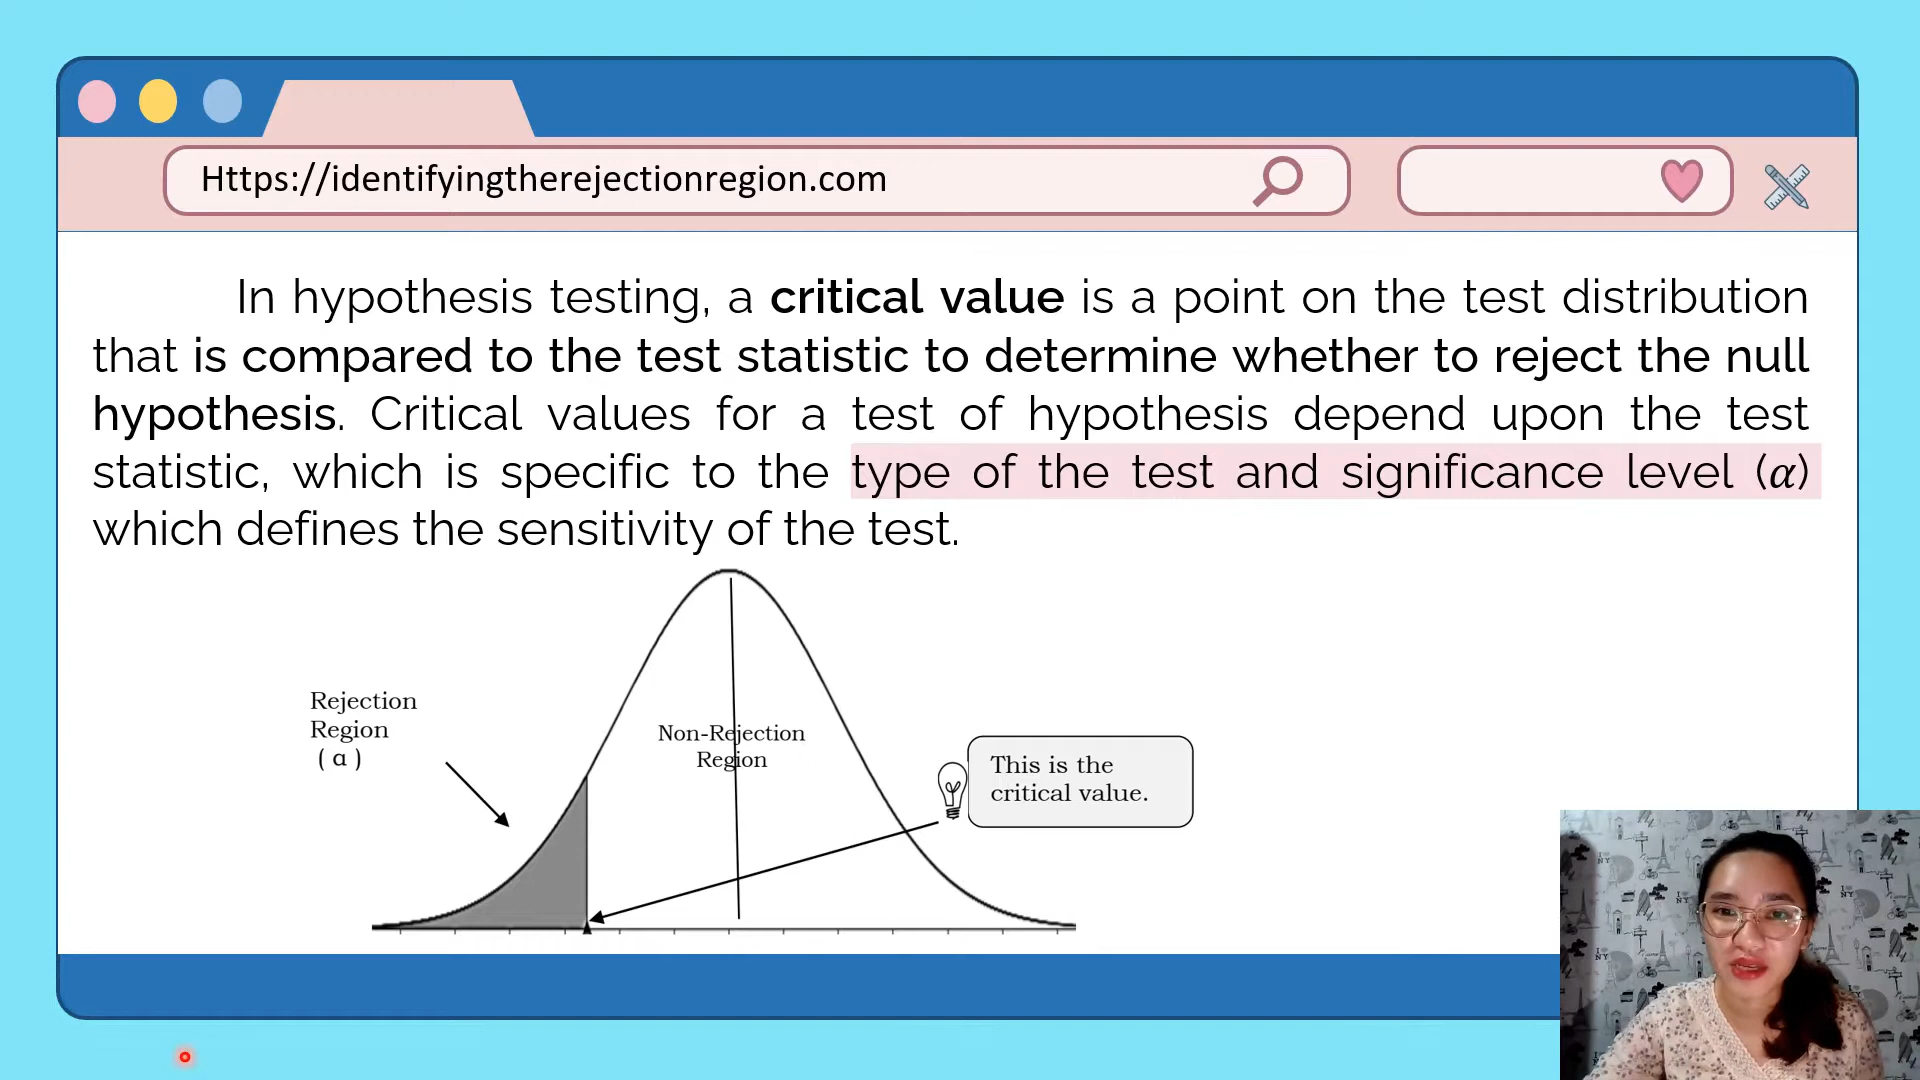 Https://identifyingtherejectionregion.com
In hypothesis testing, a critical value is a point on the test distribution
that is compared to the test statistic to determine whether to reject the null
hypothesis. Critical values for a test of hypothesis depend upon the test
statistic, which is specific to the type of the test and significance level (α)
which defines the sensitivity of the test.
Rejection
Region
( α )
Non-Rejection
Region
This is the
critical value.